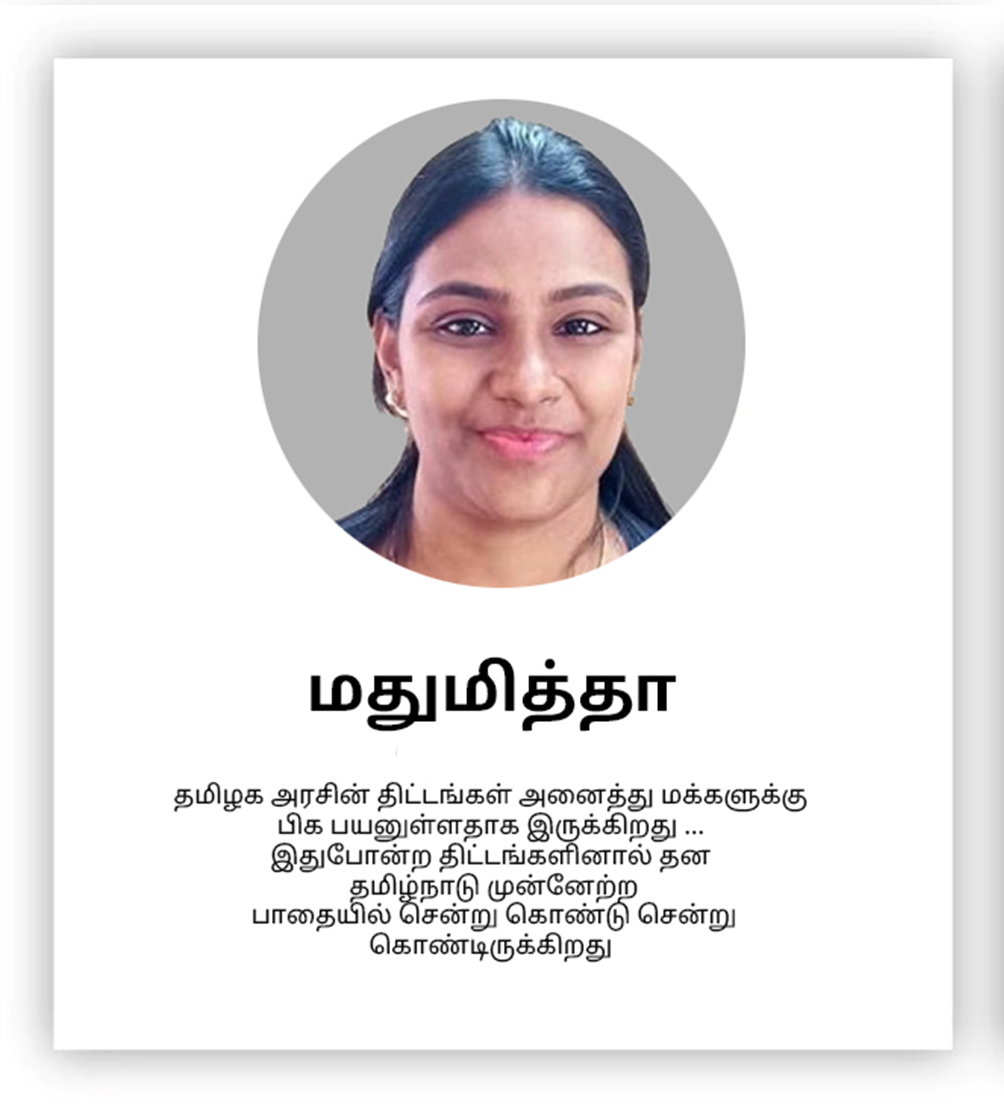 மதுமித்தா
தமிழக அரசின் திட்டங்கள் அனைத்து மக்களுக்கு
பிக பயனுள்ளதாக இருக்கிறது ...
இதுபோன்ற திட்டங்களினால் தன
தமிழ்நாடு முன்னேற்ற
பாதையில் சென்று கொண்டு சென்று
கொண்டிருக்கிறது